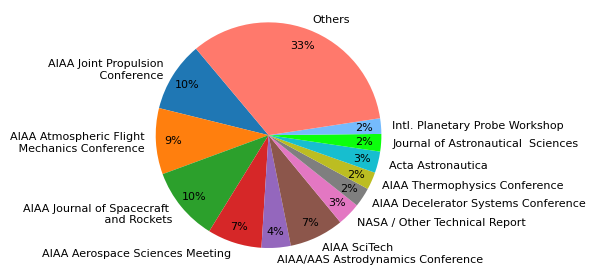 Others
33%
AIAA Joint Propulsion
Conference
10%
AIAA Atmospheric Flight
Mechanics Conference
9%
AIAA Journal of Spacecraft
and Rockets
10%
AIAA Aerospace Sciences Meeting
7%
AIAA/AAS Astrodynamics Conference
4%
AIAA SciTech
7%
NASA / Other Technical Report
3%
AIAA Decelerator Systems Conference
2%
AIAA Thermophysics Conference
2%
Acta Astronautica
3%
Journal of Astronautical  Sciences
2%
Intl. Planetary Probe Workshop
2%